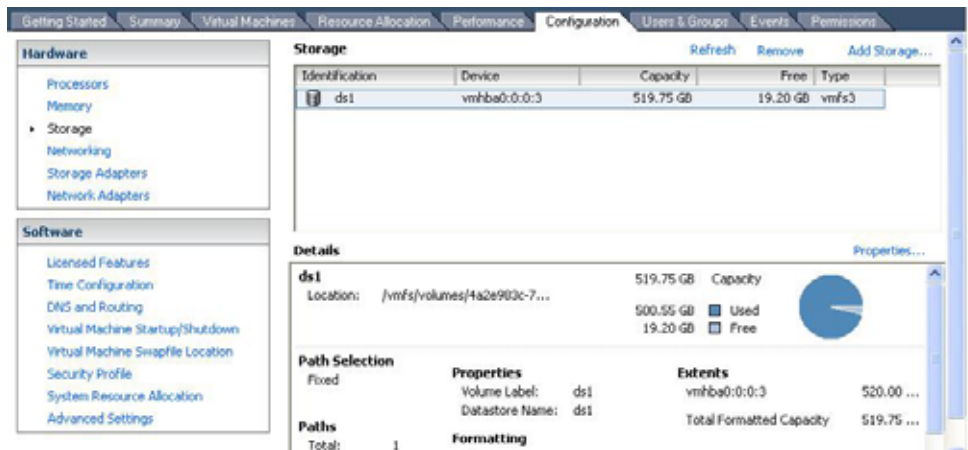 Getting Started Summary Virtual Machines Resource Allocation Performance Configuration Users & Groups Events Permissions
Hardware
Processors
Memory
Storage
Networking
Storage Adapters
Network Adapters
Software
Licensed Features
Time Configuration
DNS and Routing
Virtual Machine Startup/Shutdown
Virtual Machine Swapfile Location
Security Profile
System Resource Allocation
Advanced Settings
Storage Refresh Remove Add Storage...
Identification Device Capacity Free Type
ds1 vmhba0:0:0:3 519.75 GB 19.20 GB vmfs3
Details Properties...
ds1 519.75 GB Capacity
Location: /vmfs/volumes/4a2e983c-7...
500.55 GB Used
19.20 GB Free
Path Selection
Fixed
Paths
Total: 1
Properties
Volume Label: ds1
Datastore Name: ds1
Formatting
Extents
vmhba0:0:0:3 520.00 ...
Total Formatted Capacity 519.75 ...